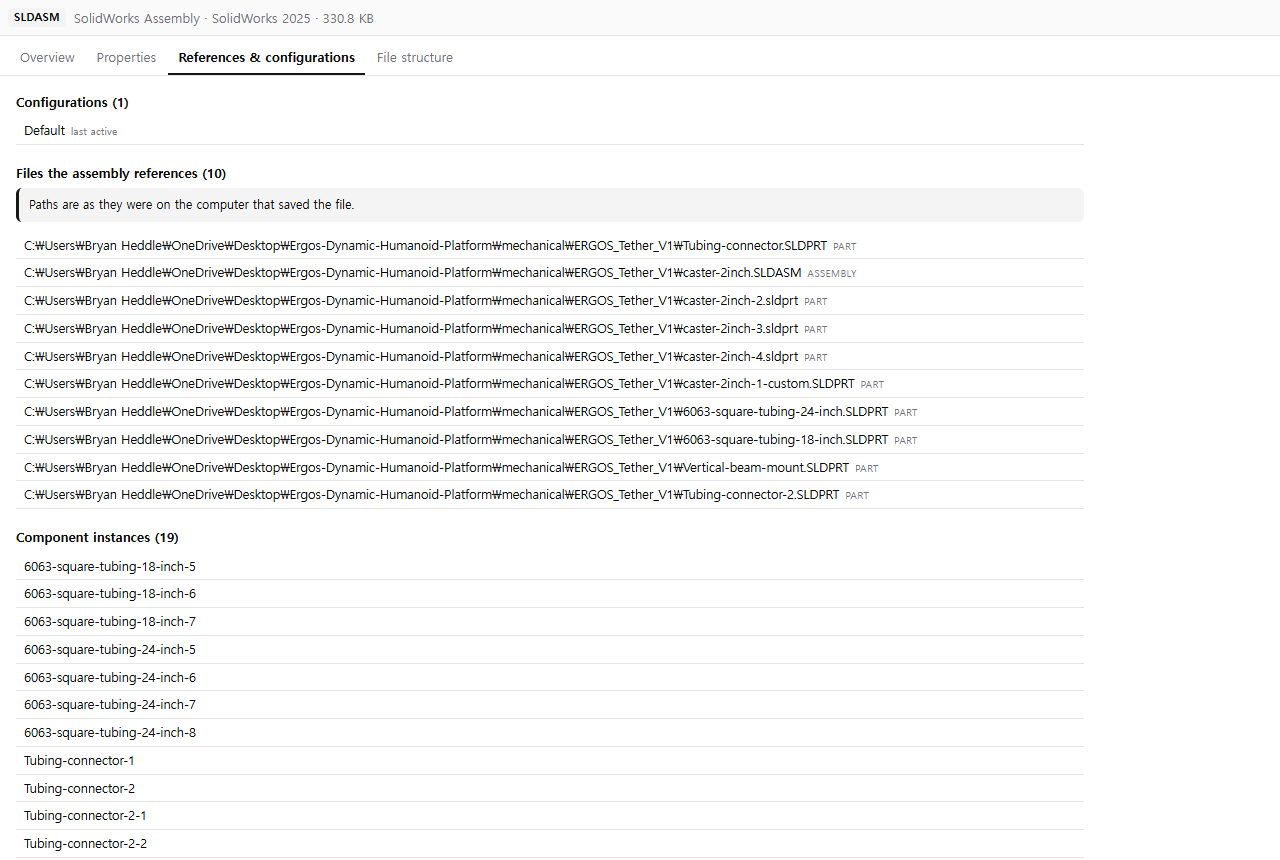 SLDASM SolidWorks Assembly · SolidWorks 2025 · 330.8 KB
Overview Properties References & configurations File structure
Configurations (1)
Default last active
Files the assembly references (10)
Paths are as they were on the computer that saved the file.
C:₩Users₩Bryan Heddle₩OneDrive₩Desktop₩Ergos-Dynamic-Humanoid-Platform₩mechanical₩ERGOS_Tether_V1₩Tubing-connector.SLDPRT PART
C:₩Users₩Bryan Heddle₩OneDrive₩Desktop₩Ergos-Dynamic-Humanoid-Platform₩mechanical₩ERGOS_Tether_V1₩caster-2inch.SLDASM ASSEMBLY
C:₩Users₩Bryan Heddle₩OneDrive₩Desktop₩Ergos-Dynamic-Humanoid-Platform₩mechanical₩ERGOS_Tether_V1₩caster-2inch-2.sldprt PART
C:₩Users₩Bryan Heddle₩OneDrive₩Desktop₩Ergos-Dynamic-Humanoid-Platform₩mechanical₩ERGOS_Tether_V1₩caster-2inch-3.sldprt PART
C:₩Users₩Bryan Heddle₩OneDrive₩Desktop₩Ergos-Dynamic-Humanoid-Platform₩mechanical₩ERGOS_Tether_V1₩caster-2inch-4.sldprt PART
C:₩Users₩Bryan Heddle₩OneDrive₩Desktop₩Ergos-Dynamic-Humanoid-Platform₩mechanical₩ERGOS_Tether_V1₩caster-2inch-1-custom.SLDPRT PART
C:₩Users₩Bryan Heddle₩OneDrive₩Desktop₩Ergos-Dynamic-Humanoid-Platform₩mechanical₩ERGOS_Tether_V1₩6063-square-tubing-24-inch.SLDPRT PART
C:₩Users₩Bryan Heddle₩OneDrive₩Desktop₩Ergos-Dynamic-Humanoid-Platform₩mechanical₩ERGOS_Tether_V1₩6063-square-tubing-18-inch.SLDPRT PART
C:₩Users₩Bryan Heddle₩OneDrive₩Desktop₩Ergos-Dynamic-Humanoid-Platform₩mechanical₩ERGOS_Tether_V1₩Vertical-beam-mount.SLDPRT PART
C:₩Users₩Bryan Heddle₩OneDrive₩Desktop₩Ergos-Dynamic-Humanoid-Platform₩mechanical₩ERGOS_Tether_V1₩Tubing-connector-2.SLDPRT PART
Component instances (19)
6063-square-tubing-18-inch-5
6063-square-tubing-18-inch-6
6063-square-tubing-18-inch-7
6063-square-tubing-24-inch-5
6063-square-tubing-24-inch-6
6063-square-tubing-24-inch-7
6063-square-tubing-24-inch-8
Tubing-connector-1
Tubing-connector-2
Tubing-connector-2-1
Tubing-connector-2-2